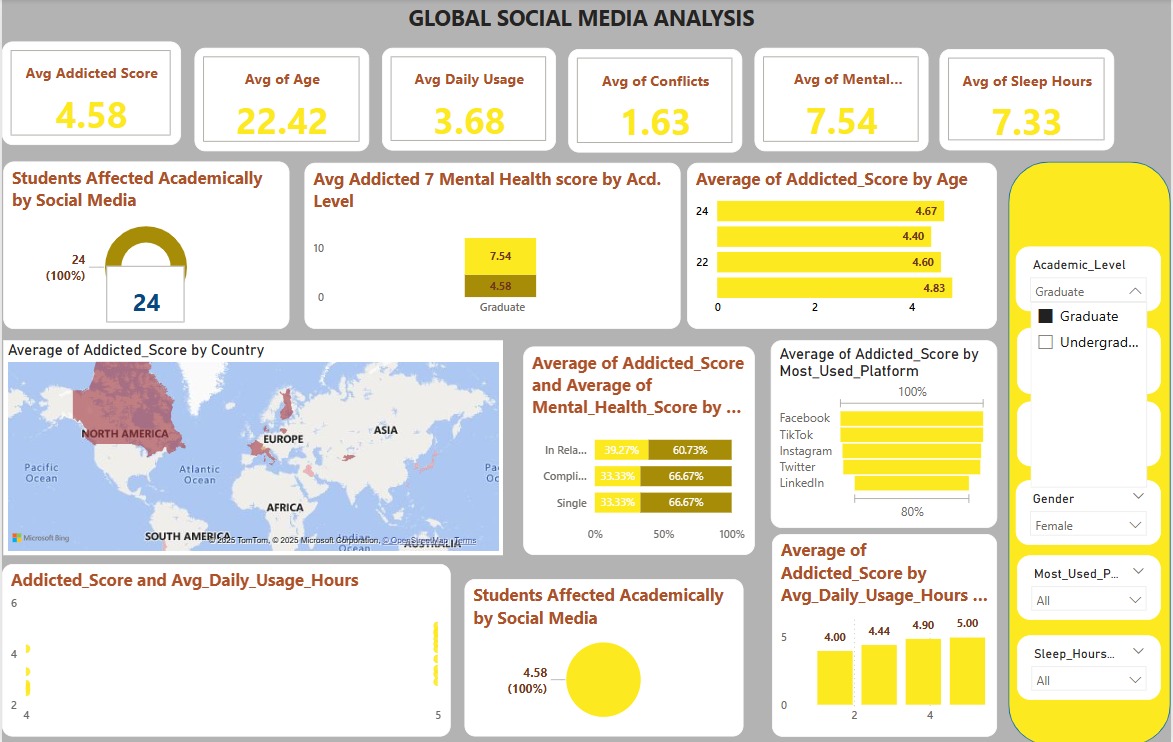 GLOBAL SOCIAL MEDIA ANALYSIS
Avg Addicted Score
4.58
Avg of Age
22.42
Avg Daily Usage
3.68
Avg of Conflicts
1.63
Avg of Mental...
7.54
Avg of Sleep Hours
7.33
Students Affected Academically
by Social Media
24
(100%)
24
Avg Addicted 7 Mental Health score by Acd.
Level
10
0
7.54
4.58
Graduate
Average of Addicted_Score by Age
24
4.67
4.40
22
4.60
4.83
0
2
4
Academic_Level
Graduate
Graduate
Undergrad...
Gender
Female
Most_Used_P...
All
Sleep_Hours...
All
Average of Addicted_Score by Country
NORTH AMERICA
EUROPE
ASIA
Pacific
Ocean
Atlantic
Ocean
AFRICA
SOUTH AMERICA
Indian
Ocean
AUSTRALIA
Pac
Oc
Microsoft Bing
© 2025 TomTom, © 2025 Microsoft Corporation, © OpenStreetMap Terms
Average of Addicted_Score
and Average of
Mental_Health_Score by ...
In Rela...
39.27%
60.73%
Compli...
33.33%
66.67%
Single
33.33%
66.67%
0%
50%
100%
Average of Addicted_Score by
Most_Used_Platform
100%
Facebook
TikTok
Instagram
Twitter
LinkedIn
80%
Addicted_Score and Avg_Daily_Usage_Hours
6
4
2
4
5
Students Affected Academically
by Social Media
4.58
(100%)
Average of
Addicted_Score by
Avg_Daily_Usage_Hours ...
5
0
4.00
4.44
4.90
5.00
2
4